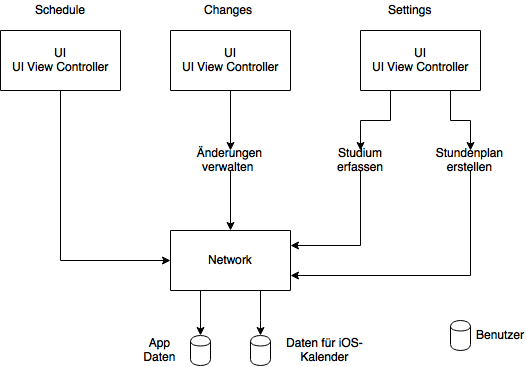 Schedule
Changes
Settings
UI
UI View Controller
UI
UI View Controller
UI
UI View Controller
Änderungen
verwalten
Studium
erfassen
Stundenplan
erstellen
Network
App
Daten
Daten für iOS-
Kalender
Benutzer